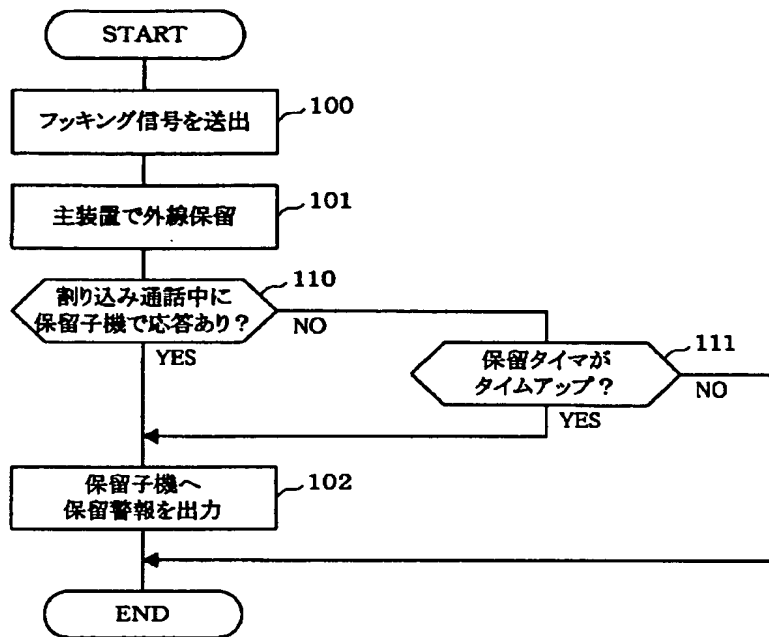 START
フッキング信号を送出
100
主装置で外線保留
101
割り込み通話中に
保留子機で応答あり？
110
NO
YES
保留タイマが
タイムアップ？
111
NO
YES
保留子機へ
保留警報を出力
102
END